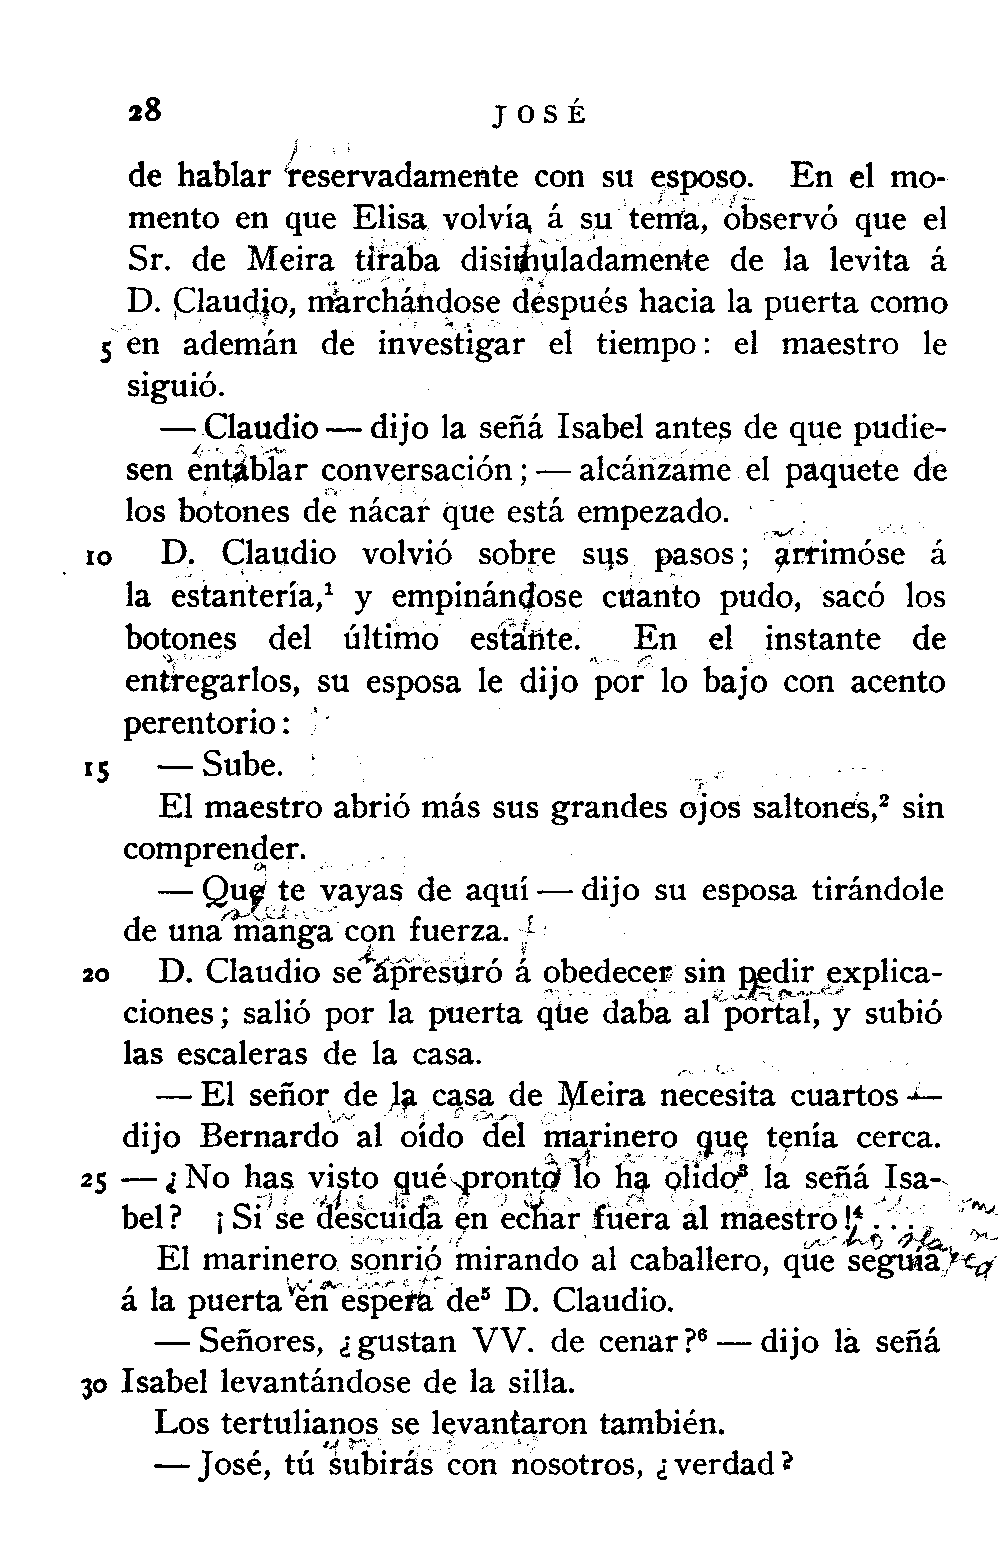 28 JOSÉ
de hablar reservadamente con su esposo. En el mo-
mento en que Elisa volvía á su tema, observó que el
Sr. de Meira tiraba disimuladamente de la levita á
D. Claudio, marchándose después hacia la puerta como
5 en ademán de investigar el tiempo: el maestro le
siguió.
— Claudio — dijo la señá Isabel antes de que pudie-
sen entablar conversación; — alcánzame el paquete de
los botones de nácar que está empezado.
10 D. Claudio volvió sobre sus pasos; arrimóse á
la estantería,¹ y empinándose cuanto pudo, sacó los
botones del último estante. En el instante de
entregarlos, su esposa le dijo por lo bajo con acento
perentorio:
15 — Sube.
El maestro abrió más sus grandes ojos saltones,² sin
comprender.
— Que te vayas de aquí — dijo su esposa tirándole
de una manga con fuerza.
20 D. Claudio se apresuró á obedecer sin pedir explica-
ciones; salió por la puerta que daba al portal, y subió
las escaleras de la casa.
— El señor de la casa de Meira necesita cuartos —
dijo Bernardo al oído del marinero que tenía cerca.
25 — ¿No has visto qué pronto lo ha olido³ la señá Isa-
bel? ¡Si se descuida en echar fuera al maestro!⁴ . . .
El marinero sonrió mirando al caballero, que seguía
á la puerta en espera de⁵ D. Claudio.
— Señores, ¿gustan VV. de cenar?⁶ — dijo la señá
30 Isabel levantándose de la silla.
Los tertulianos se levantaron también.
— José, tú subirás con nosotros, ¿verdad?